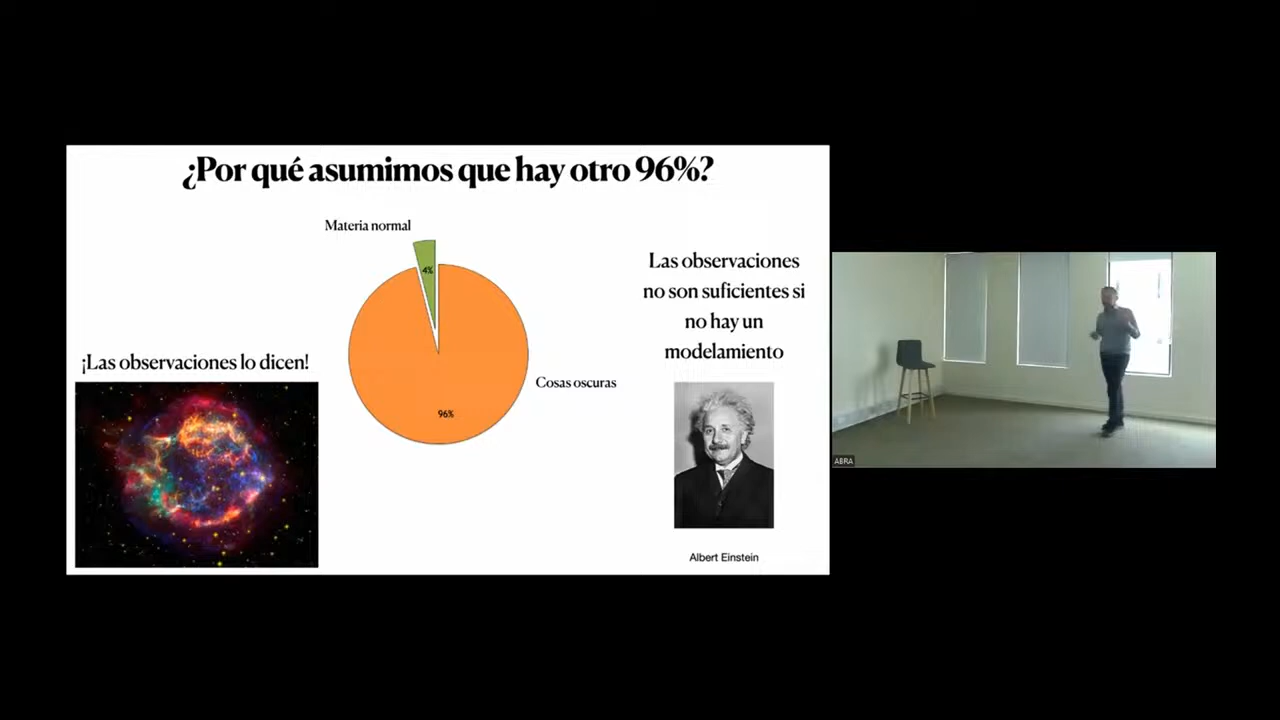 ¿Por qué asumimos que hay otro 96%?
Materia normal
4%
96%
Cosas oscuras
¡Las observaciones lo dicen!
Las observaciones
no son suficientes si
no hay un
modelamiento
Albert Einstein
ABRA